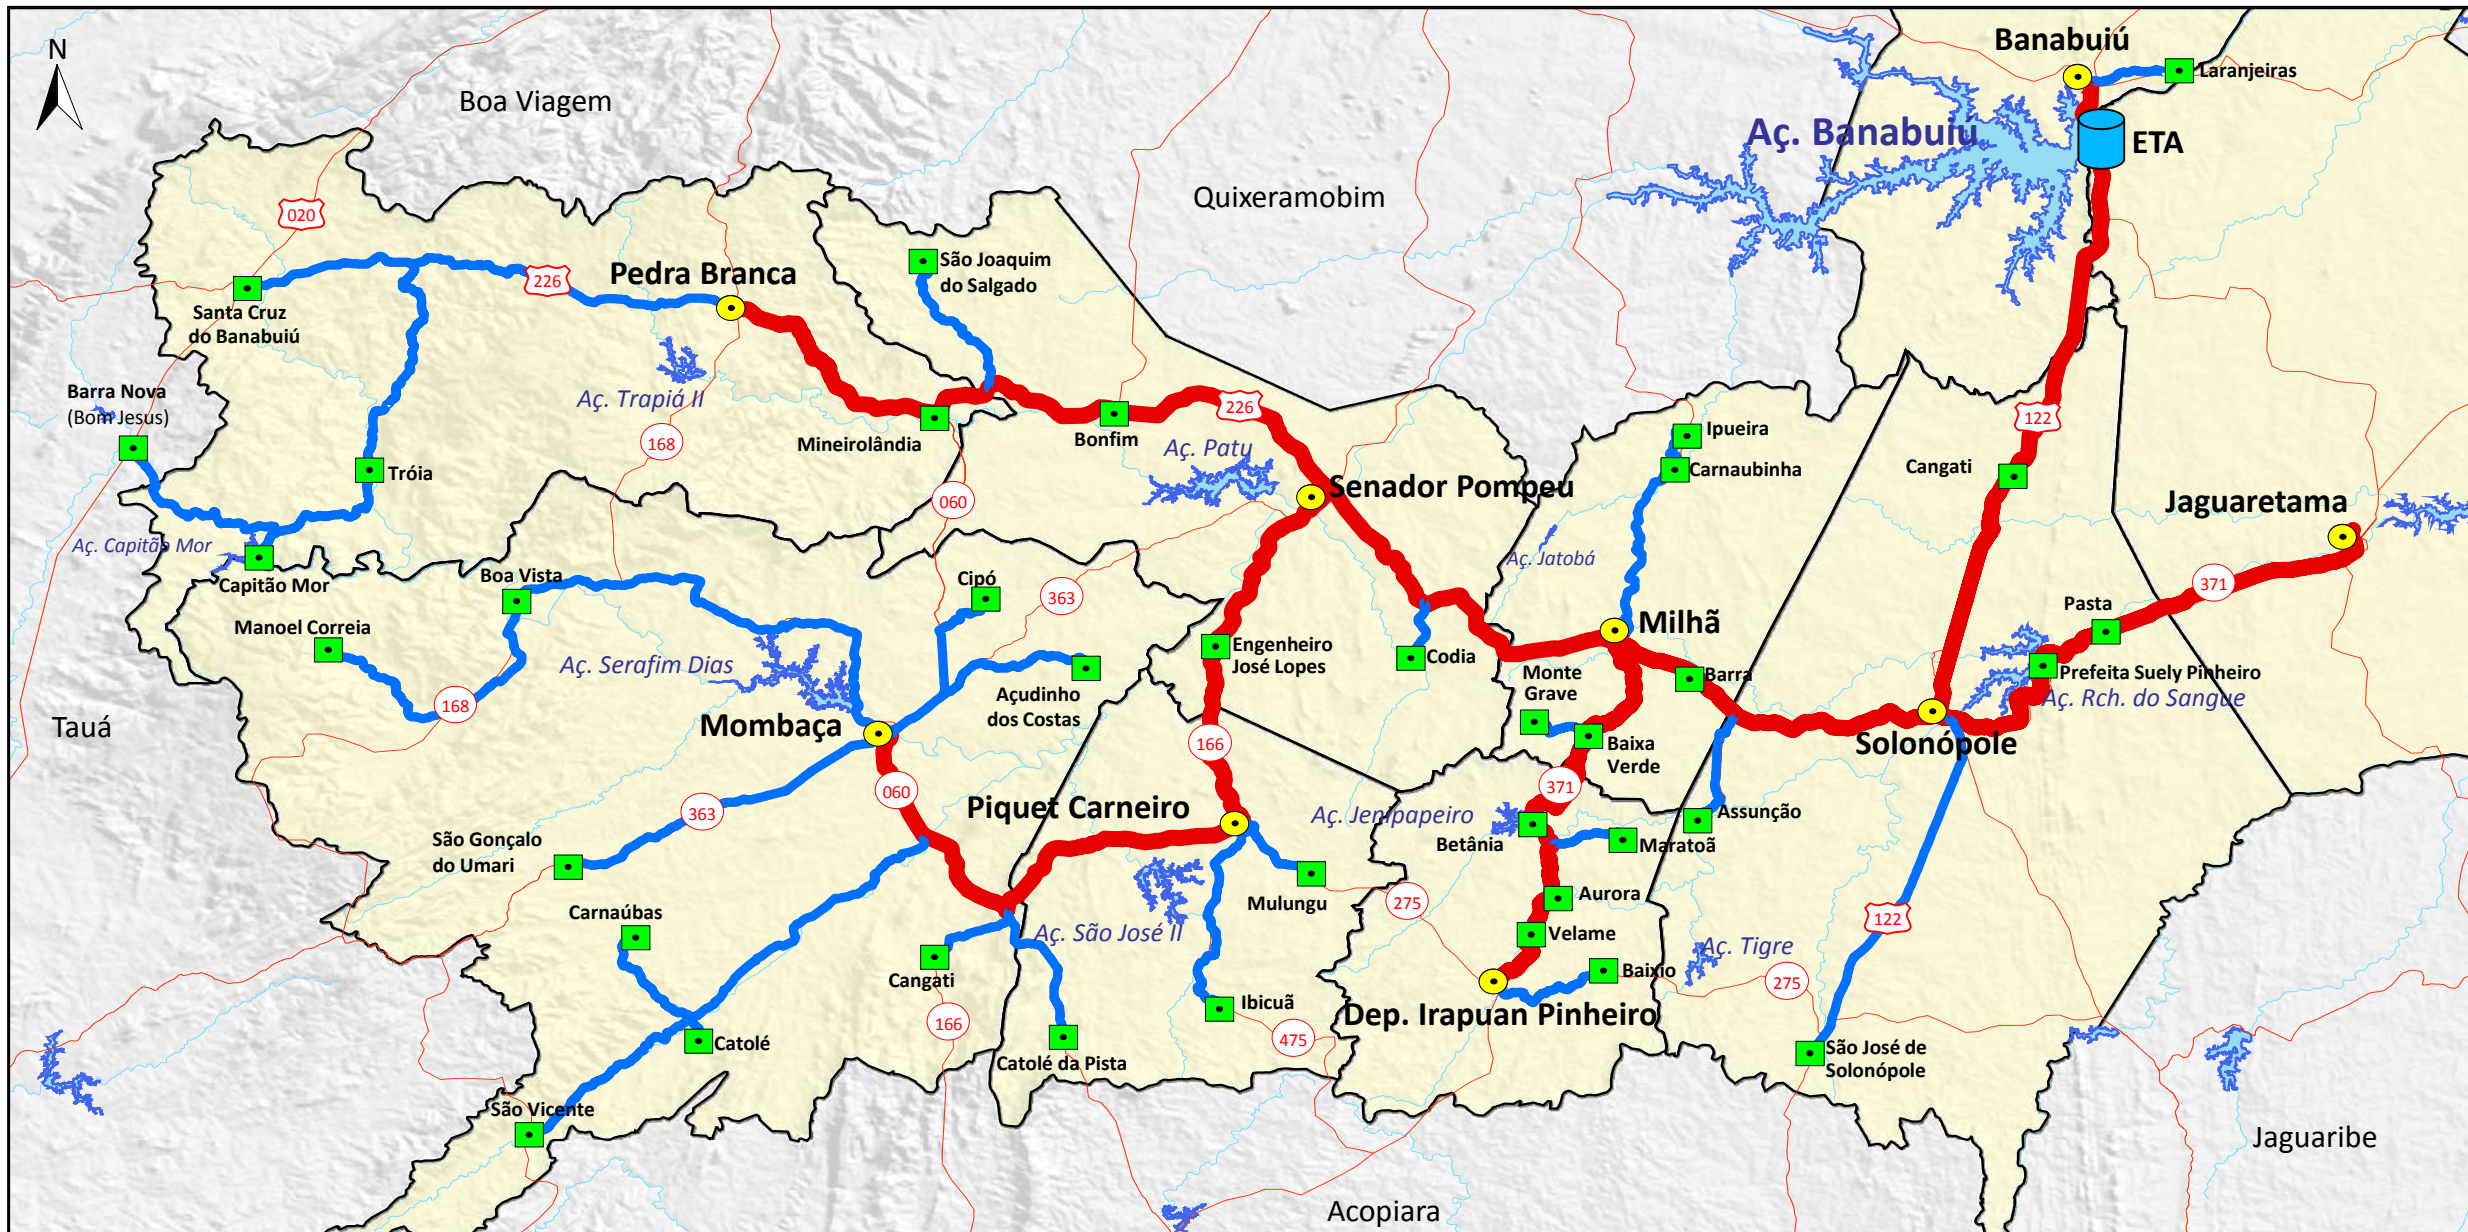 N
Boa Viagem
Banabuiú
Laranjeiras
Aç. Banabuiú
ETA
Quixeramobim
020
226
Pedra Branca
São Joaquim
do Salgado
Santa Cruz
do Banabuiú
Barra Nova
(Bom Jesus)
Aç. Trapiá II
168
Mineirolândia
Bonfim
226
Aç. Patu
Ipueira
Carnaubinha
122
Cangati
Tróia
060
Senador Pompeu
Jaguaretama
Aç. Capitão Mor
Capitão Mor
Aç. Jatobá
Boa Vista
Cipó
363
371
Pasta
Manoel Correia
Milhã
Engenheiro
José Lopes
Codia
Aç. Serafim Dias
Monte
Grave
Barra
Prefeita Suely Pinheiro
Aç. Rch. do Sangue
168
Açudinho
dos Costas
Tauá
Mombaça
166
Baixa
Verde
Solonópole
371
060
363
Piquet Carneiro
Aç. Jenipapeiro
Betânia
Maratoã
Assunção
São Gonçalo
do Umari
Carnaúbas
Mulungu
275
Aurora
122
Aç. São José II
Velame
Aç. Tigre
Cangati
Baixio
275
Ibicuã
166
Dep. Irapuan Pinheiro
Catolé
475
Catolé da Pista
São José de
Solonópole
São Vicente
Jaguaribe
Acopiara